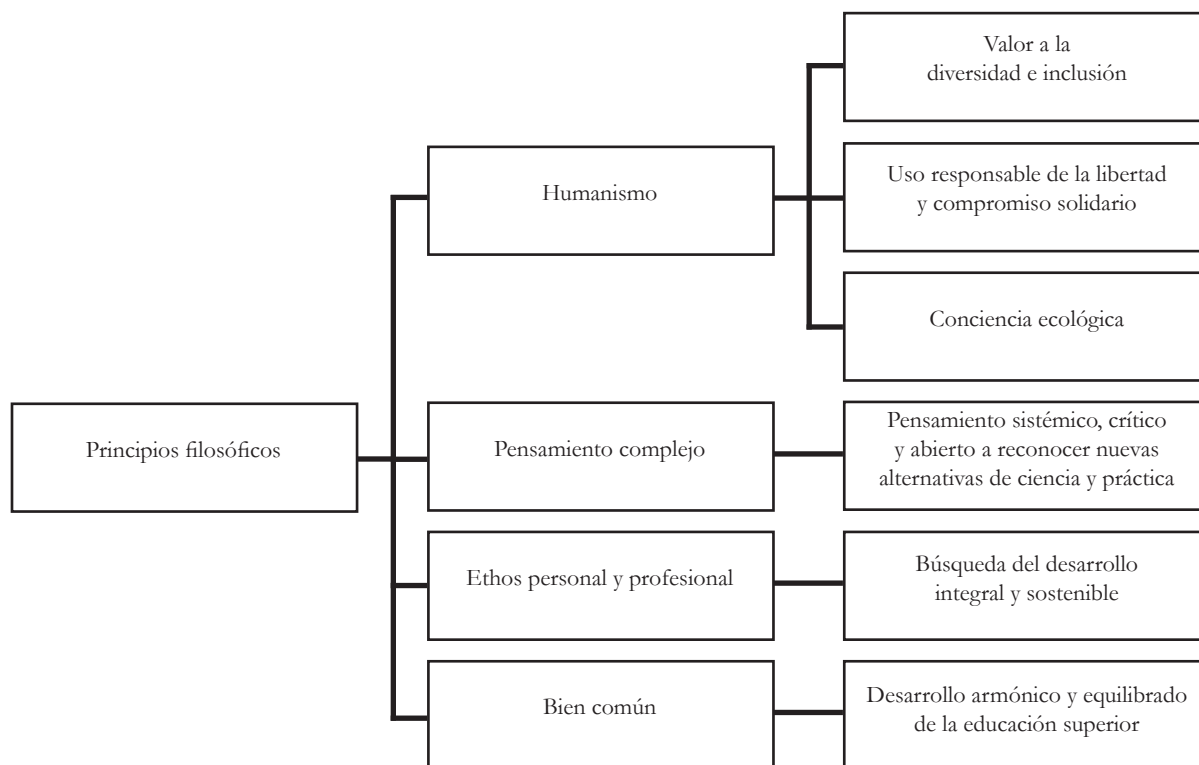 Principios filosóficos
Humanismo
Valor a la
diversidad e inclusión
Uso responsable de la libertad
y compromiso solidario
Conciencia ecológica
Pensamiento complejo
Pensamiento sistémico, crítico
y abierto a reconocer nuevas
alternativas de ciencia y práctica
Ethos personal y profesional
Búsqueda del desarrollo
integral y sostenible
Bien común
Desarrollo armónico y equilibrado
de la educación superior